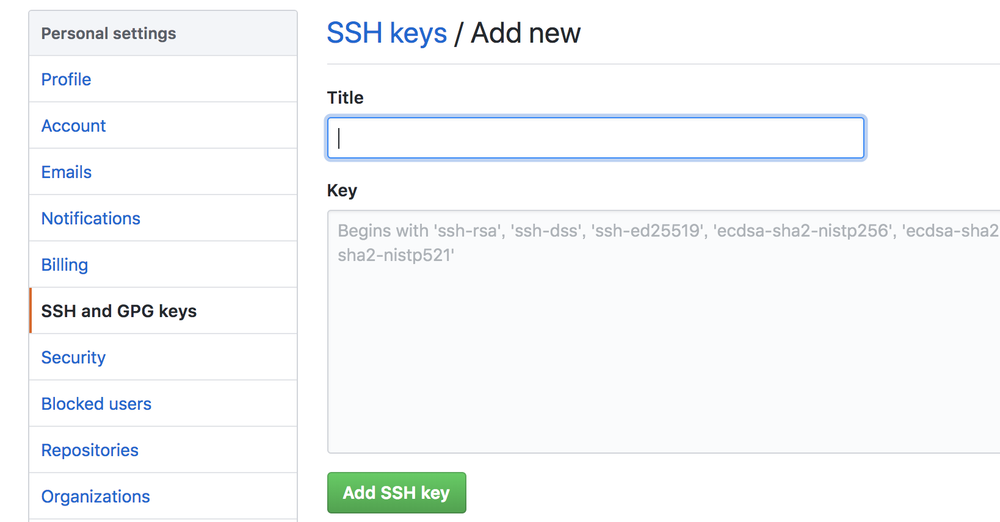 Personal settings
Profile
Account
Emails
Notifications
Billing
SSH and GPG keys
Security
Blocked users
Repositories
Organizations
SSH keys / Add new
Title
Key
Begins with 'ssh-rsa', 'ssh-dss', 'ssh-ed25519', 'ecdsa-sha2-nistp256', 'ecdsa-sha2
sha2-nistp521'
Add SSH key